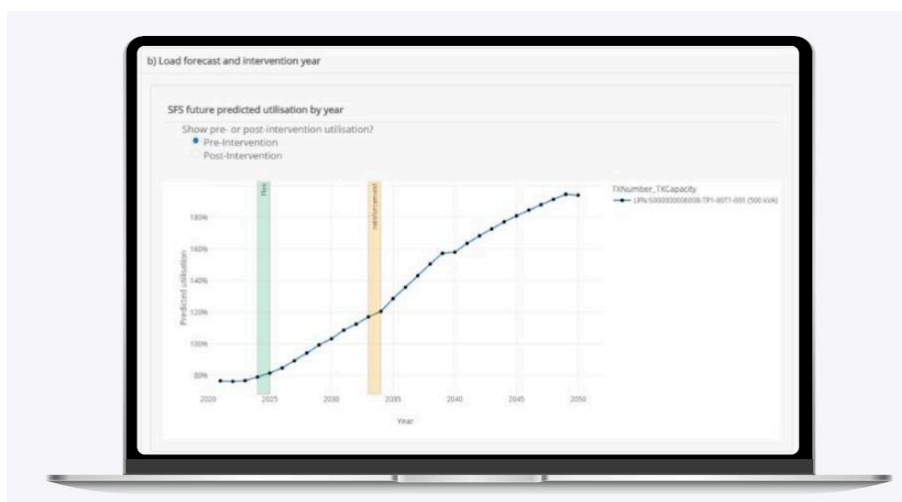 b) Load forecast and intervention year
SFS future predicted utilisation by year
Show pre- or post-intervention utilisation?
Pre-Intervention
Post-Intervention
Flex
reinforcement
TXNumber_TXCapacity
(500 kVA)
180%
160%
140%
120%
100%
80%
Predicted utilisation
2020
2025
2030
2035
2040
2045
2050
Year